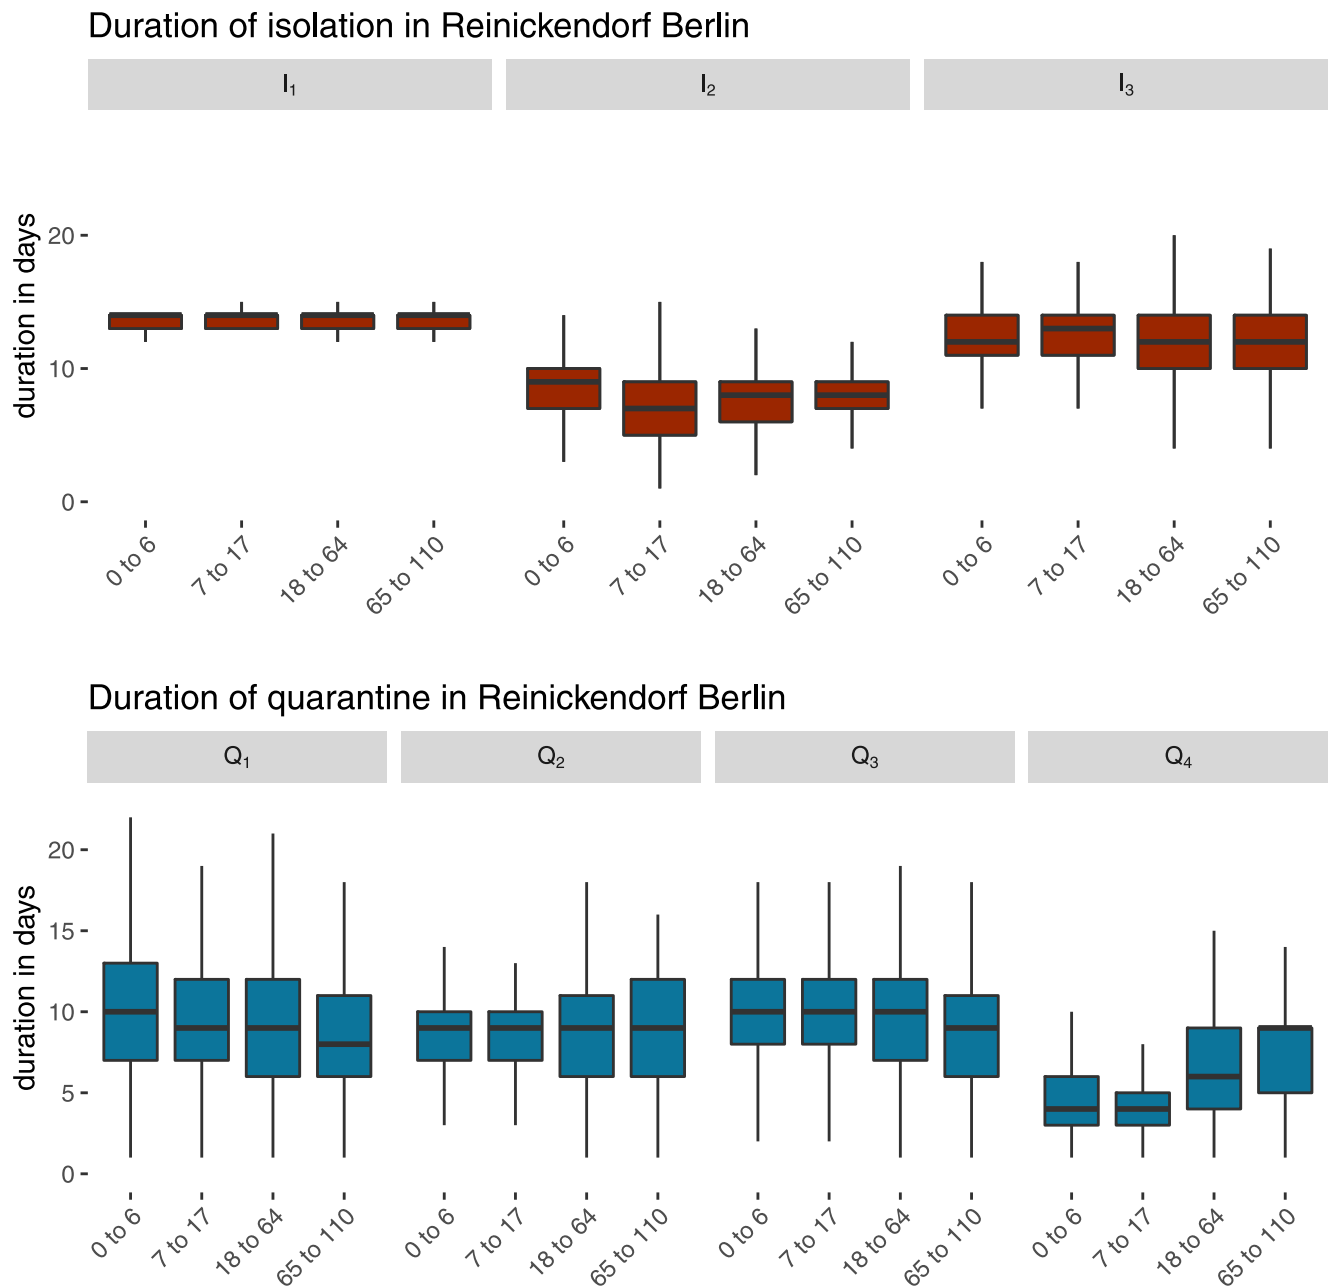 Duration of isolation in Reinickendorf Berlin
I₁ I₂ I₃
duration in days
20
10
0
0 to 6 7 to 17 18 to 64 65 to 110 0 to 6 7 to 17 18 to 64 65 to 110 0 to 6 7 to 17 18 to 64 65 to 110
Duration of quarantine in Reinickendorf Berlin
Q₁ Q₂ Q₃ Q₄
duration in days
20
15
10
5
0
0 to 6 7 to 17 18 to 64 65 to 110 0 to 6 7 to 17 18 to 64 65 to 110 0 to 6 7 to 17 18 to 64 65 to 110 0 to 6 7 to 17 18 to 64 65 to 110